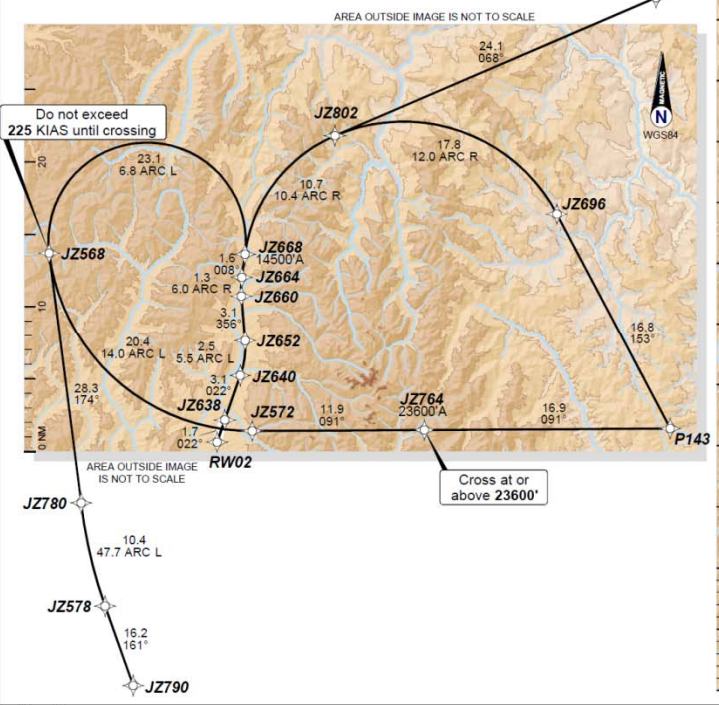 AREA OUTSIDE IMAGE IS NOT TO SCALE
24.1
068°
MAGNETIC
N
WGS84
Do not exceed
225 KIAS until crossing
JZ802
20
23.1
6.8 ARC L
17.8
12.0 ARC R
10.7
10.4 ARC R
JZ696
JZ568
JZ668
14500'A
1.6
008°
JZ664
1.3
6.0 ARC R
JZ660
10
3.1
356°
16.8
153°
JZ652
20.4
14.0 ARC L
2.5
5.5 ARC L
JZ640
3.1
022°
28.3
174°
JZ638
JZ572
11.9
091°
JZ764
23600'A
16.9
091°
P143
0 NM
1.7
022°
RW02
AREA OUTSIDE IMAGE
IS NOT TO SCALE
Cross at or
above 23600'
JZ780
10.4
47.7 ARC L
JZ578
16.2
161°
JZ790